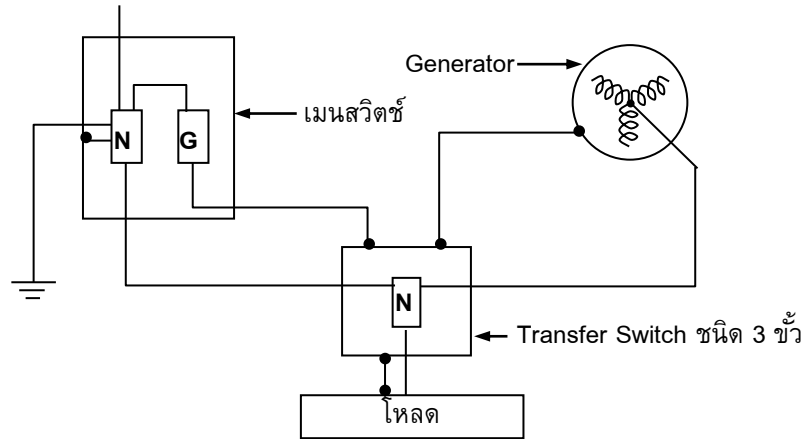 Generator
เมนสวิตช์
N
G
N
Transfer Switch ชนิด 3 ขั้ว
โหลด